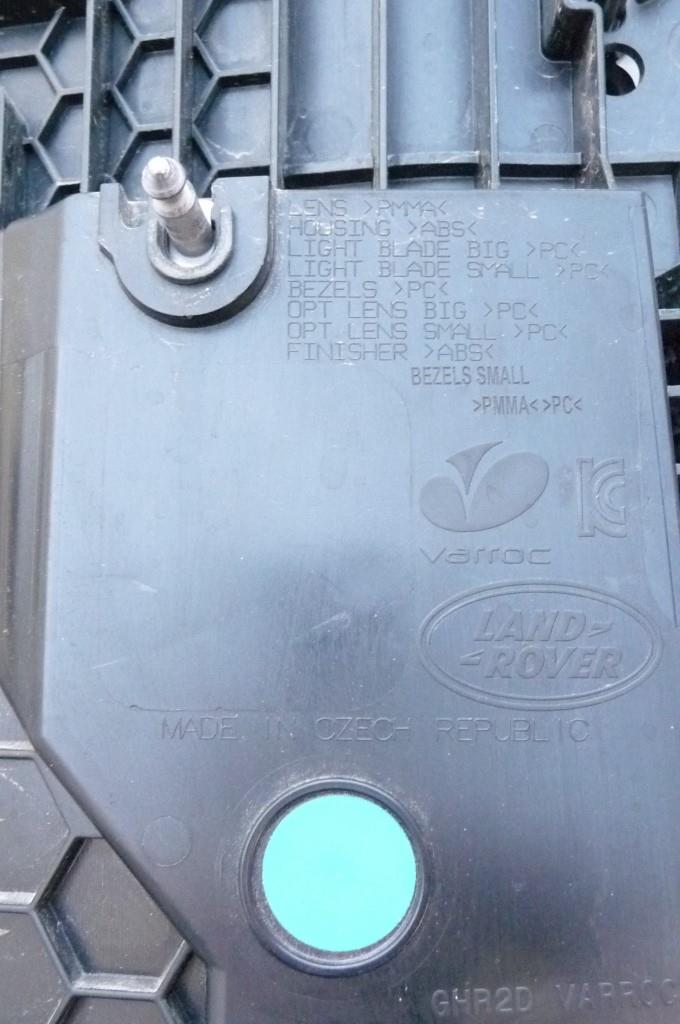 LENS >PMMA<
HOUSING >ABS<
LIGHT BLADE BIG >PC<
LIGHT BLADE SMALL >PC<
BEZELS >PC<
OPT LENS BIG >PC<
OPT LENS SMALL >PC<
FINISHER >ABS<
BEZELS SMALL
>PMMA<>PC<
KC
varroc
LAND
ROVER
MADE IN CZECH REPUBLIC
GHR2D VARROC